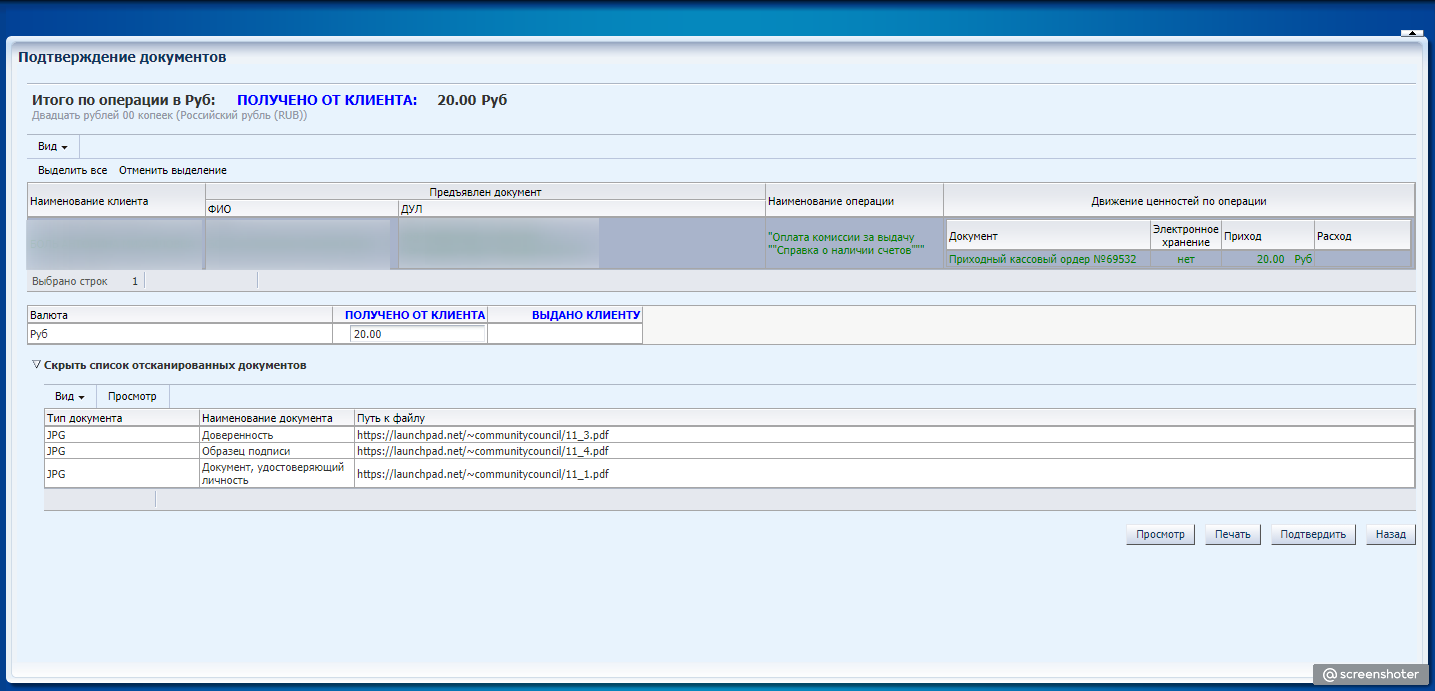 Подтверждение документов
Итого по операции в Руб: ПОЛУЧЕНО ОТ КЛИЕНТА: 20.00 Руб
Двадцать рублей 00 копеек (Российский рубль (RUB))
Вид
Выделить все Отменить выделение
Наименование клиента
Предъявлен документ
ФИО
ДУЛ
Наименование операции
Движение ценностей по операции
"Оплата комиссии за выдачу
""Справка о наличии счетов"""
Документ
Электронное
хранение
Приход
Расход
Приходный кассовый ордер №69532 нет 20.00 Руб
Выбрано строк 1
Валюта ПОЛУЧЕНО ОТ КЛИЕНТА ВЫДАНО КЛИЕНТУ
Руб 20.00
Скрыть список отсканированных документов
Вид Просмотр
Тип документа Наименование документа Путь к файлу
JPG Доверенность https://launchpad.net/~communitycouncil/11_3.pdf
JPG Образец подписи https://launchpad.net/~communitycouncil/11_4.pdf
JPG Документ, удостоверяющий
личность https://launchpad.net/~communitycouncil/11_1.pdf
Просмотр Печать Подтвердить Назад
@screenshoter